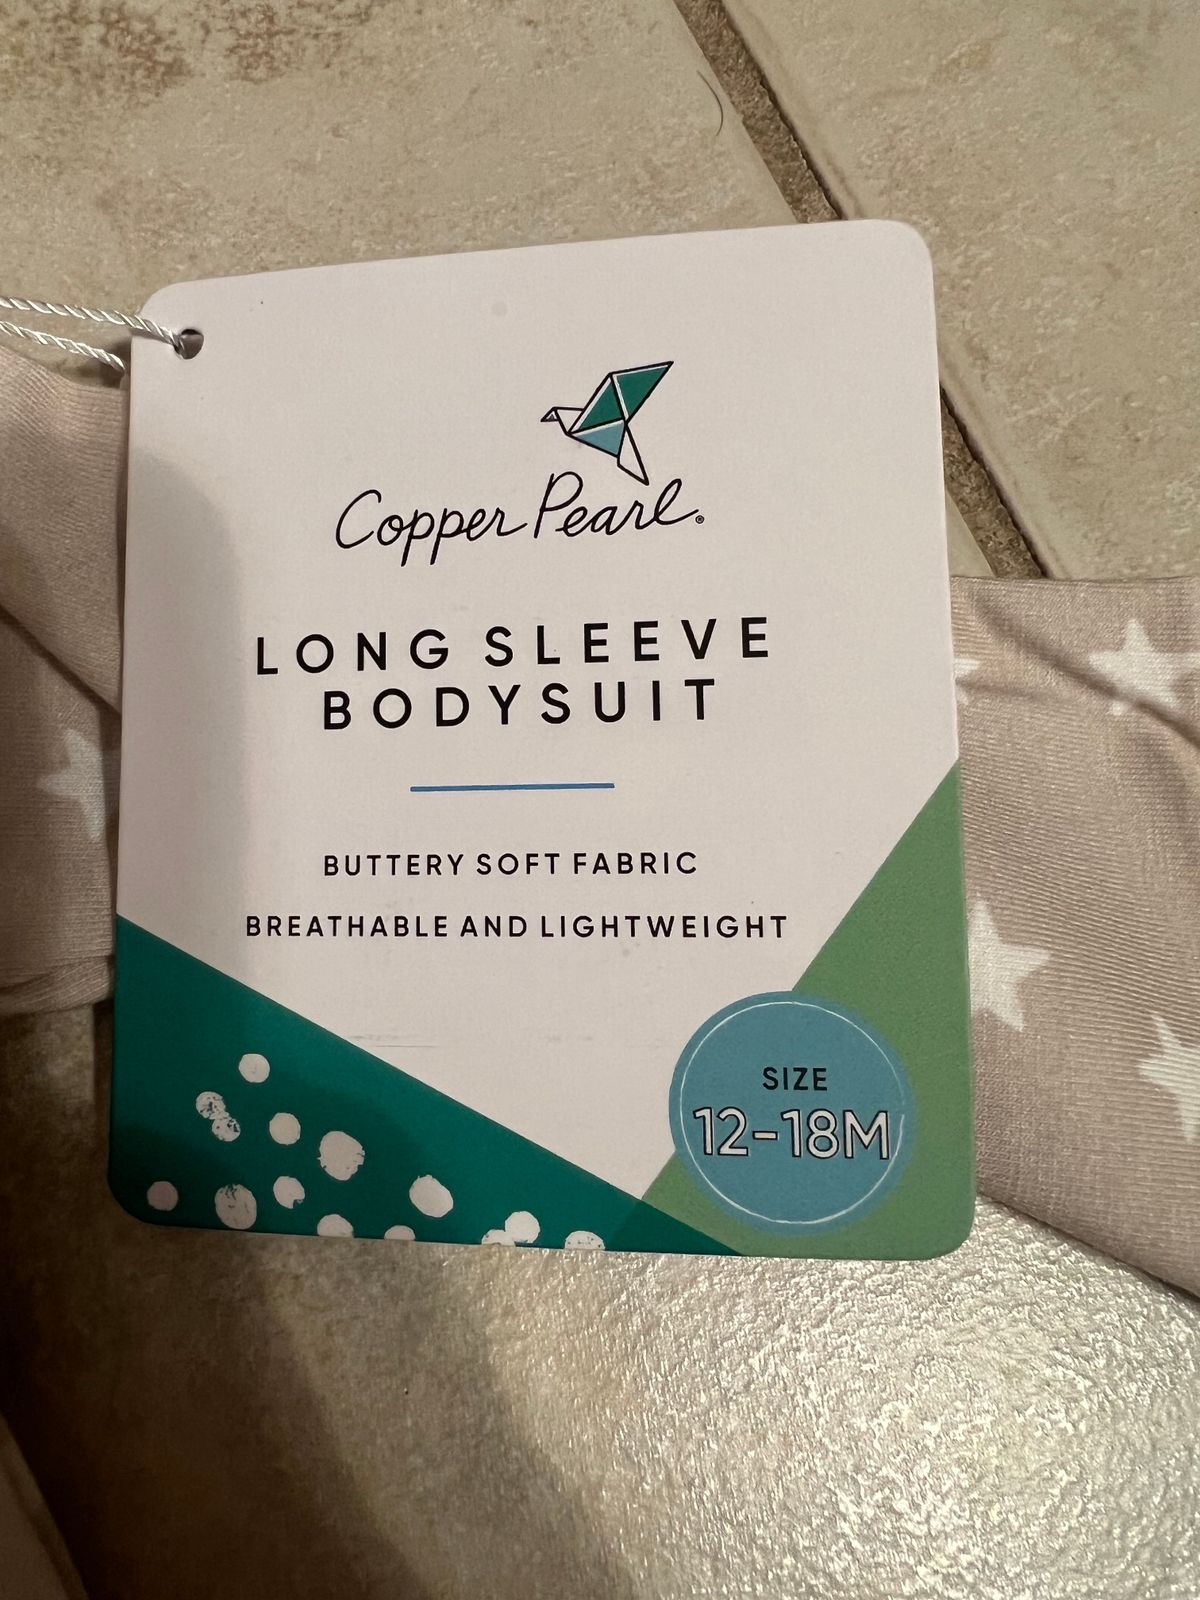 Copper Pearl®
LONG SLEEVE
BODYSUIT
BUTTERY SOFT FABRIC
BREATHABLE AND LIGHTWEIGHT
SIZE
12-18M